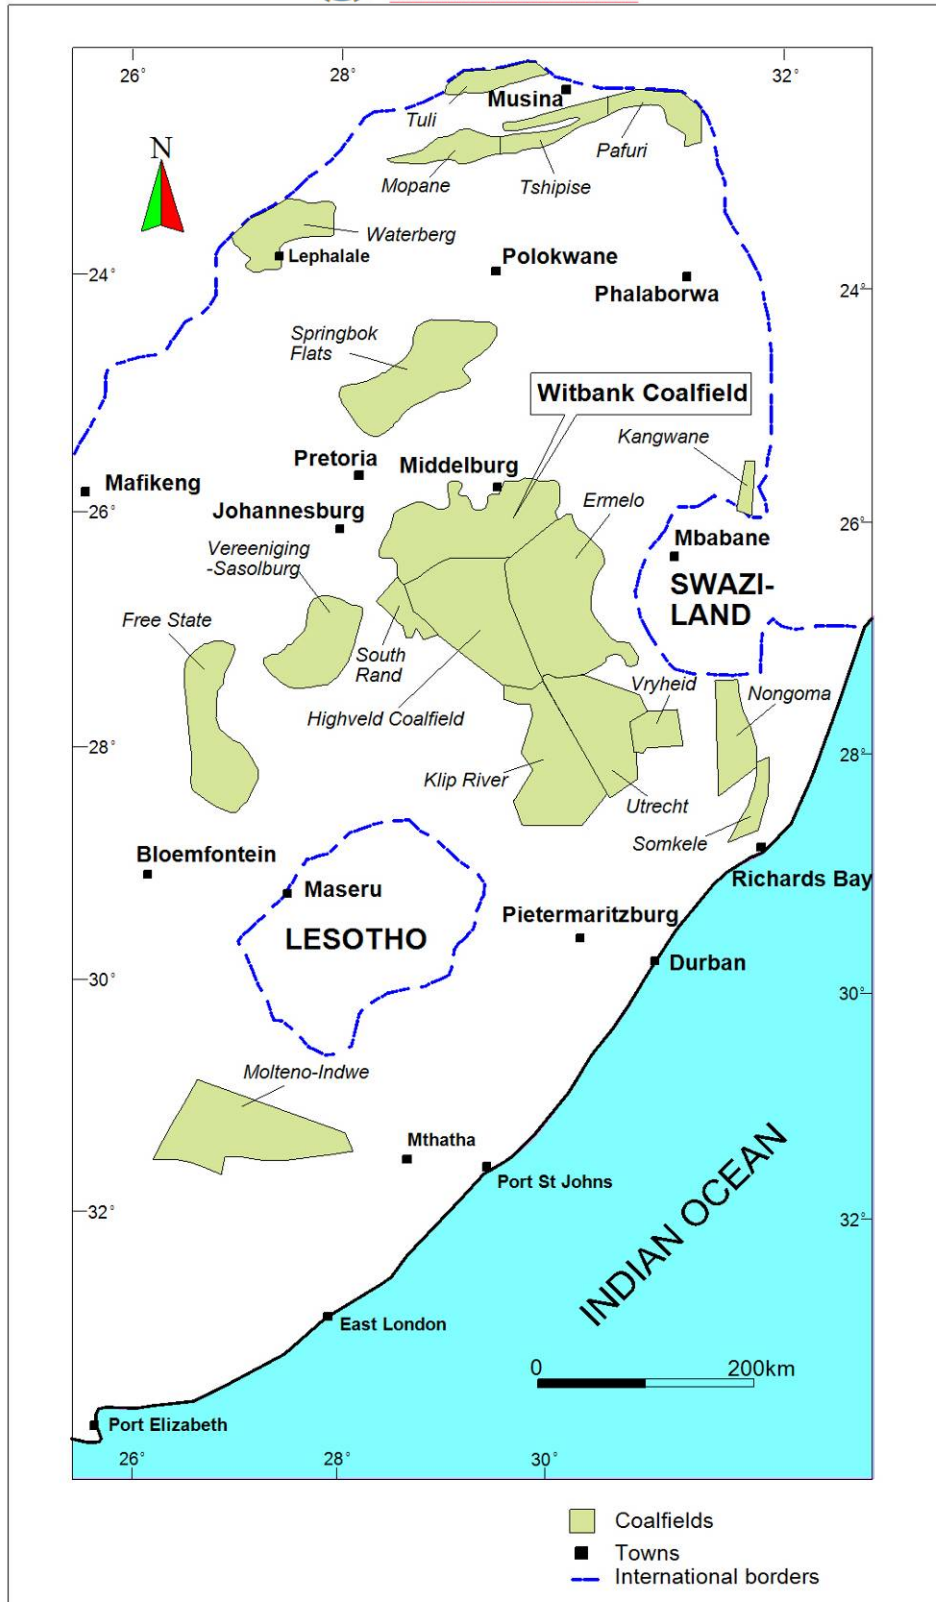 26°
28°
32°
Musina
Tuli
Pafuri
Mopane
Tshipise
N
Waterberg
Lephalale
Polokwane
24°
Phalaborwa
24°
Springbok
Flats
Witbank Coalfield
Kangwane
Pretoria
Middelburg
Mafikeng
Ermelo
26°
Johannesburg
26°
Mbabane
Vereeniging
-Sasolburg
SWAZI-
LAND
Free State
South
Rand
Vryheid
Nongoma
Highveld Coalfield
28°
28°
Klip River
Utrecht
Somkele
Bloemfontein
Richards Bay
Maseru
Pietermaritzburg
LESOTHO
Durban
30°
30°
Molteno-Indwe
Mthatha
Port St Johns
32°
32°
INDIAN OCEAN
East London
0
200km
Port Elizabeth
26°
28°
30°
Coalfields
Towns
International borders